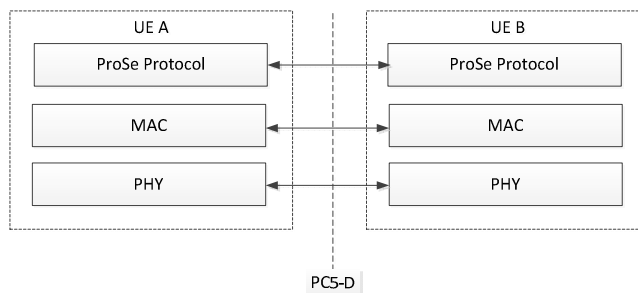 UE A
UE B
ProSe Protocol
ProSe Protocol
MAC
MAC
PHY
PHY
PC5-D